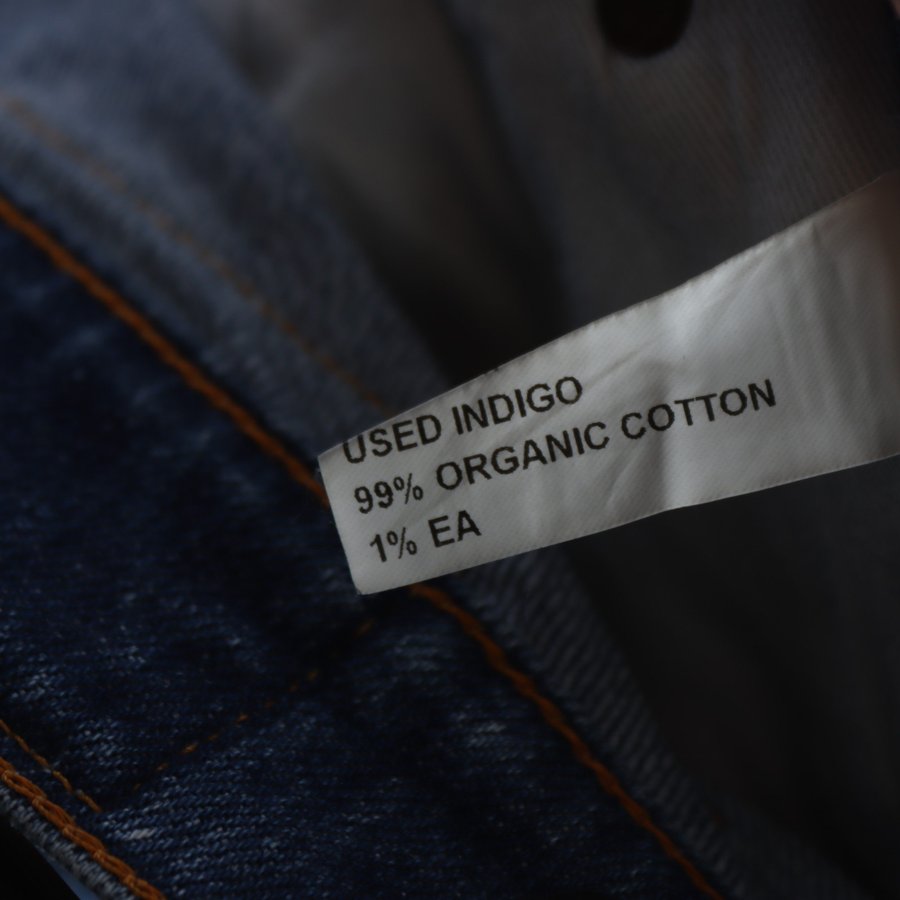 USED INDIGO
99% ORGANIC COTTON
1% EA